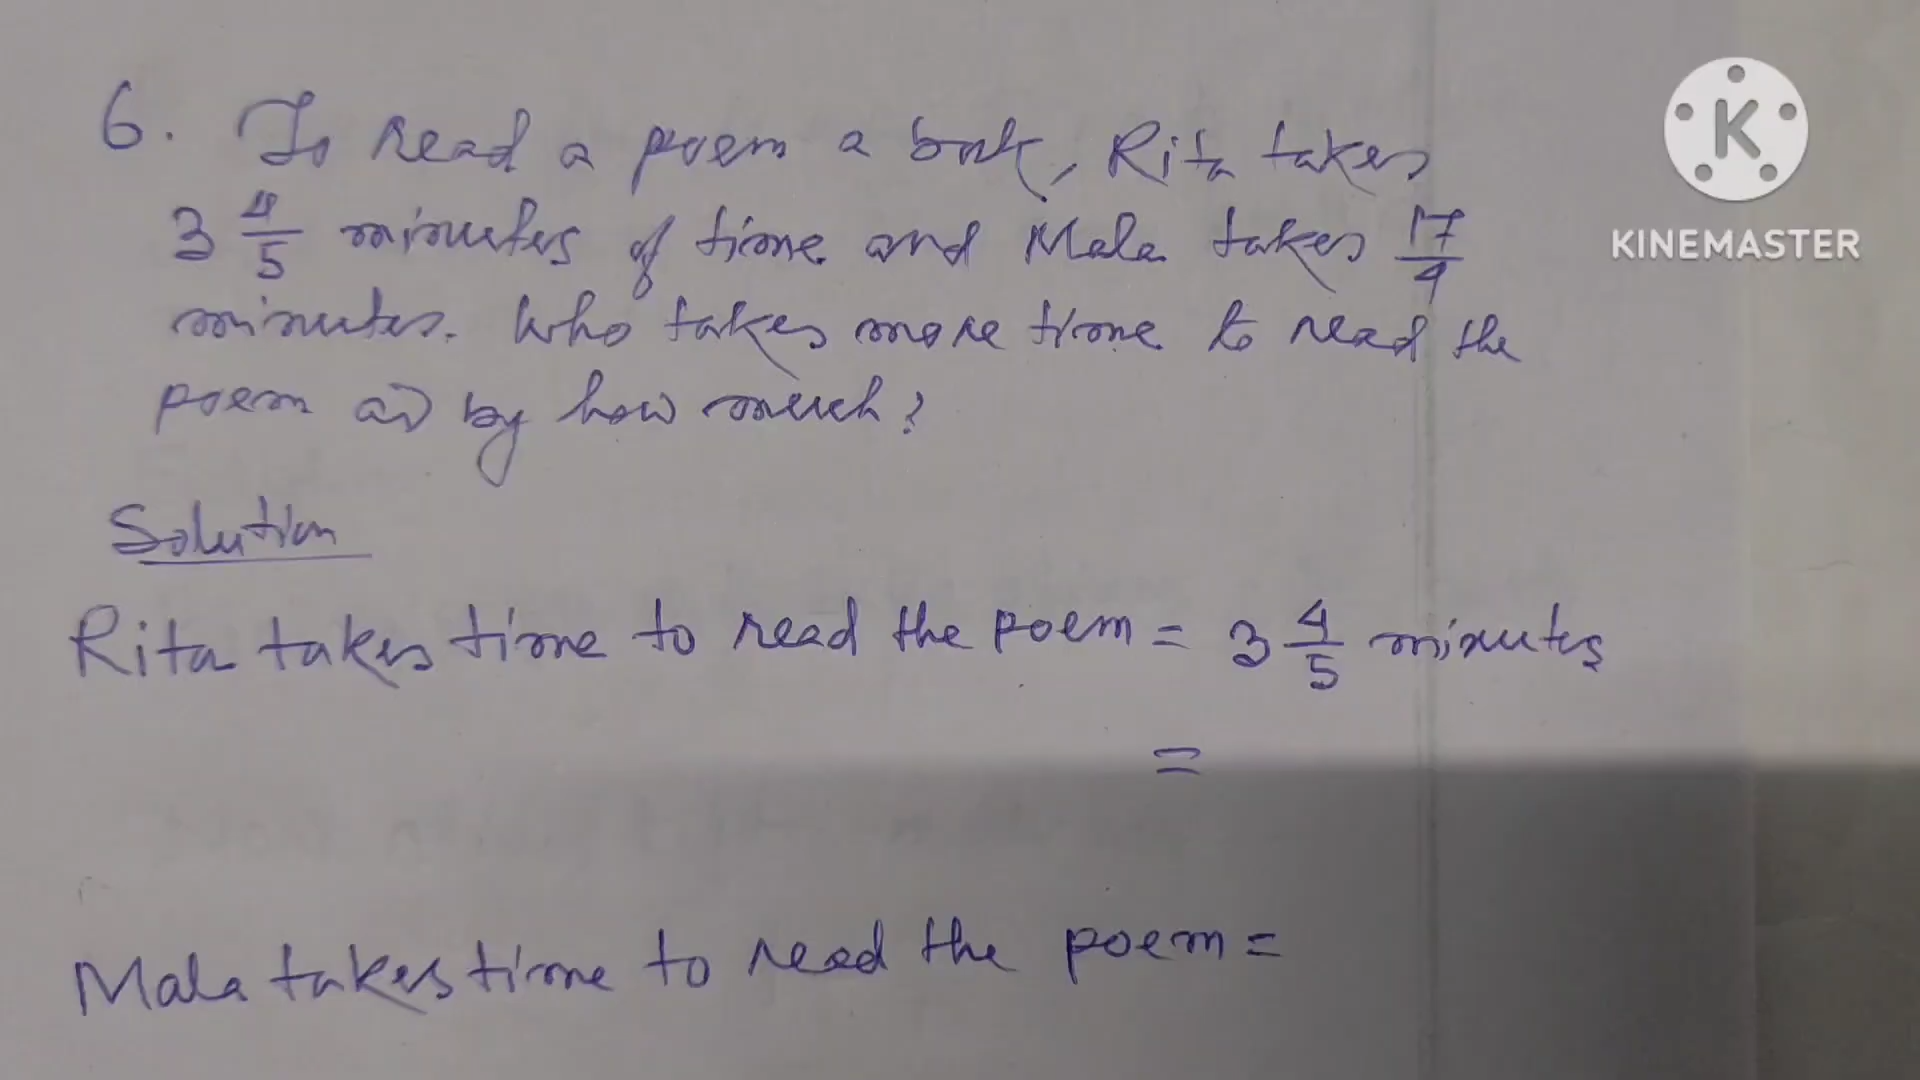 6. To read a poem a book, Rita takes
3 4/5 minutes of time and Mala takes 17/4
minutes. Who takes more time to read the
poem ad by how much?
Solution
Rita takes time to read the poem = 3 4/5 minutes
=
Mala takes time to read the poem =
K
KINEMASTER